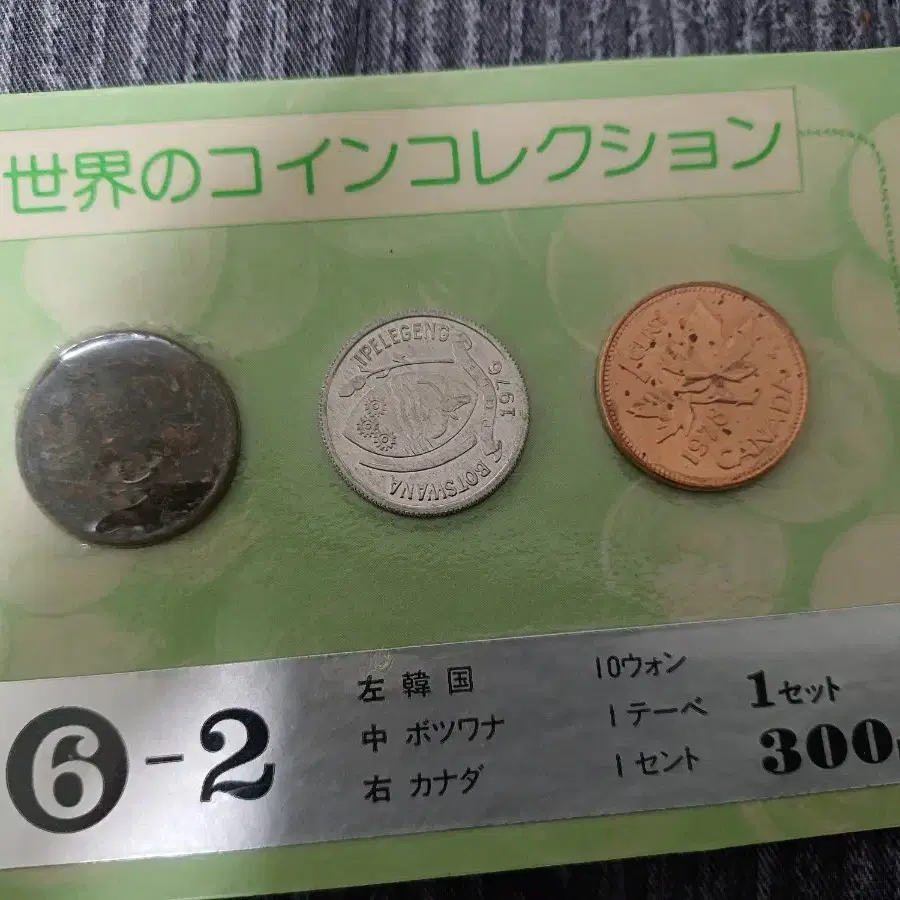 世界のコインコレクション
IPELEGENG
1976
BOTSWANA
1 CENT
1978
CANADA
6-2
左 韓国 10ウォン
中 ボツワナ 1テーベ
右 カナダ 1セント
1セット
300